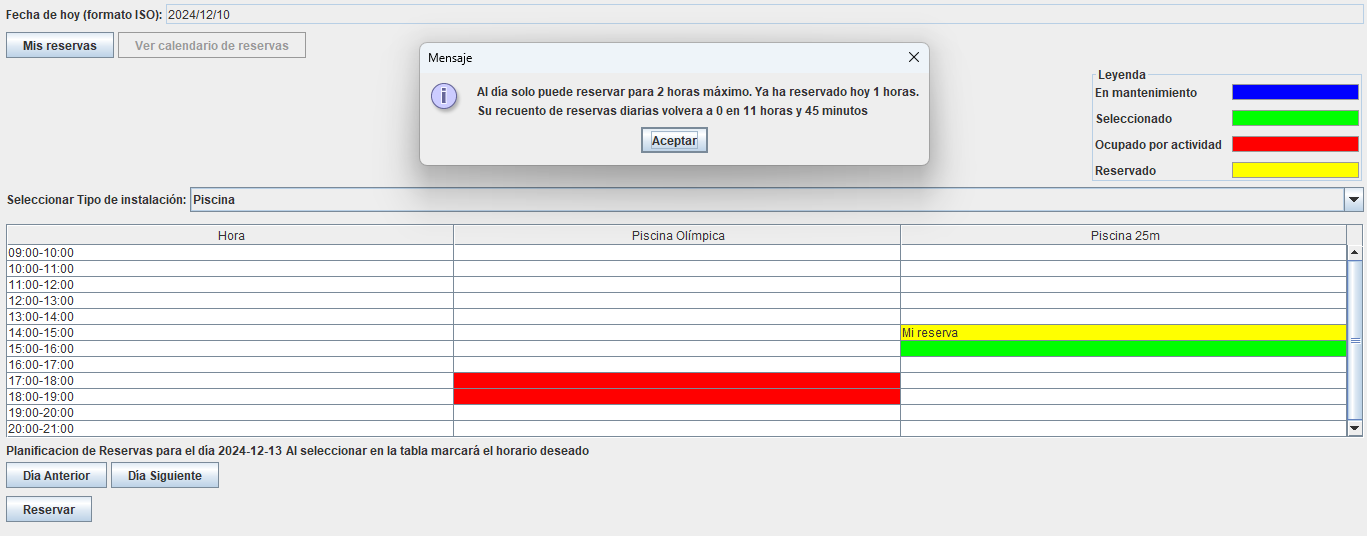 Fecha de hoy (formato ISO): 2024/12/10
Mis reservas Ver calendario de reservas
Mensaje
Al día solo puede reservar para 2 horas máximo. Ya ha reservado hoy 1 horas.
Su recuento de reservas diarias volvera a 0 en 11 horas y 45 minutos
Aceptar
Leyenda
En mantenimiento
Seleccionado
Ocupado por actividad
Reservado
Seleccionar Tipo de instalación: Piscina
Hora Piscina Olímpica Piscina 25m
09:00-10:00
10:00-11:00
11:00-12:00
12:00-13:00
13:00-14:00
14:00-15:00 Mi reserva
15:00-16:00
16:00-17:00
17:00-18:00
18:00-19:00
19:00-20:00
20:00-21:00
Planificacion de Reservas para el día 2024-12-13 Al seleccionar en la tabla marcará el horario deseado
Día Anterior Día Siguiente
Reservar